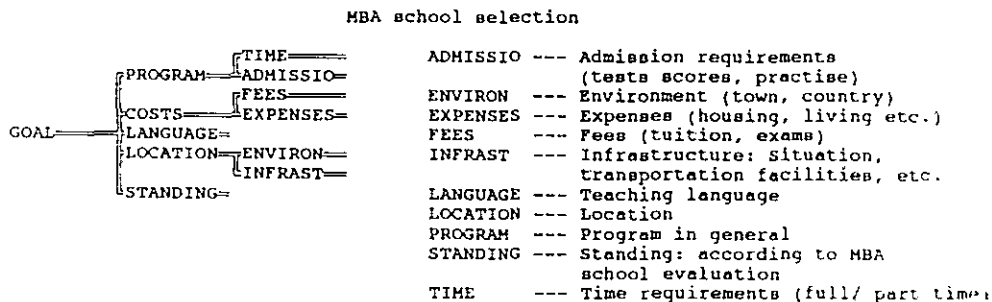 MBA school selection
TIME
PROGRAM ADMISSIO
FEES
COSTS EXPENSES
GOAL LANGUAGE
LOCATION ENVIRON
INFRAST
STANDING
ADMISSIO --- Admission requirements
(tests scores, practise)
ENVIRON --- Environment (town, country)
EXPENSES --- Expenses (housing, living etc.)
FEES --- Fees (tuition, exams)
INFRAST --- Infrastructure: situation,
transportation facilities, etc.
LANGUAGE --- Teaching language
LOCATION --- Location
PROGRAM --- Program in general
STANDING --- Standing: according to MBA
school evaluation
TIME --- Time requirements (full/ part time)